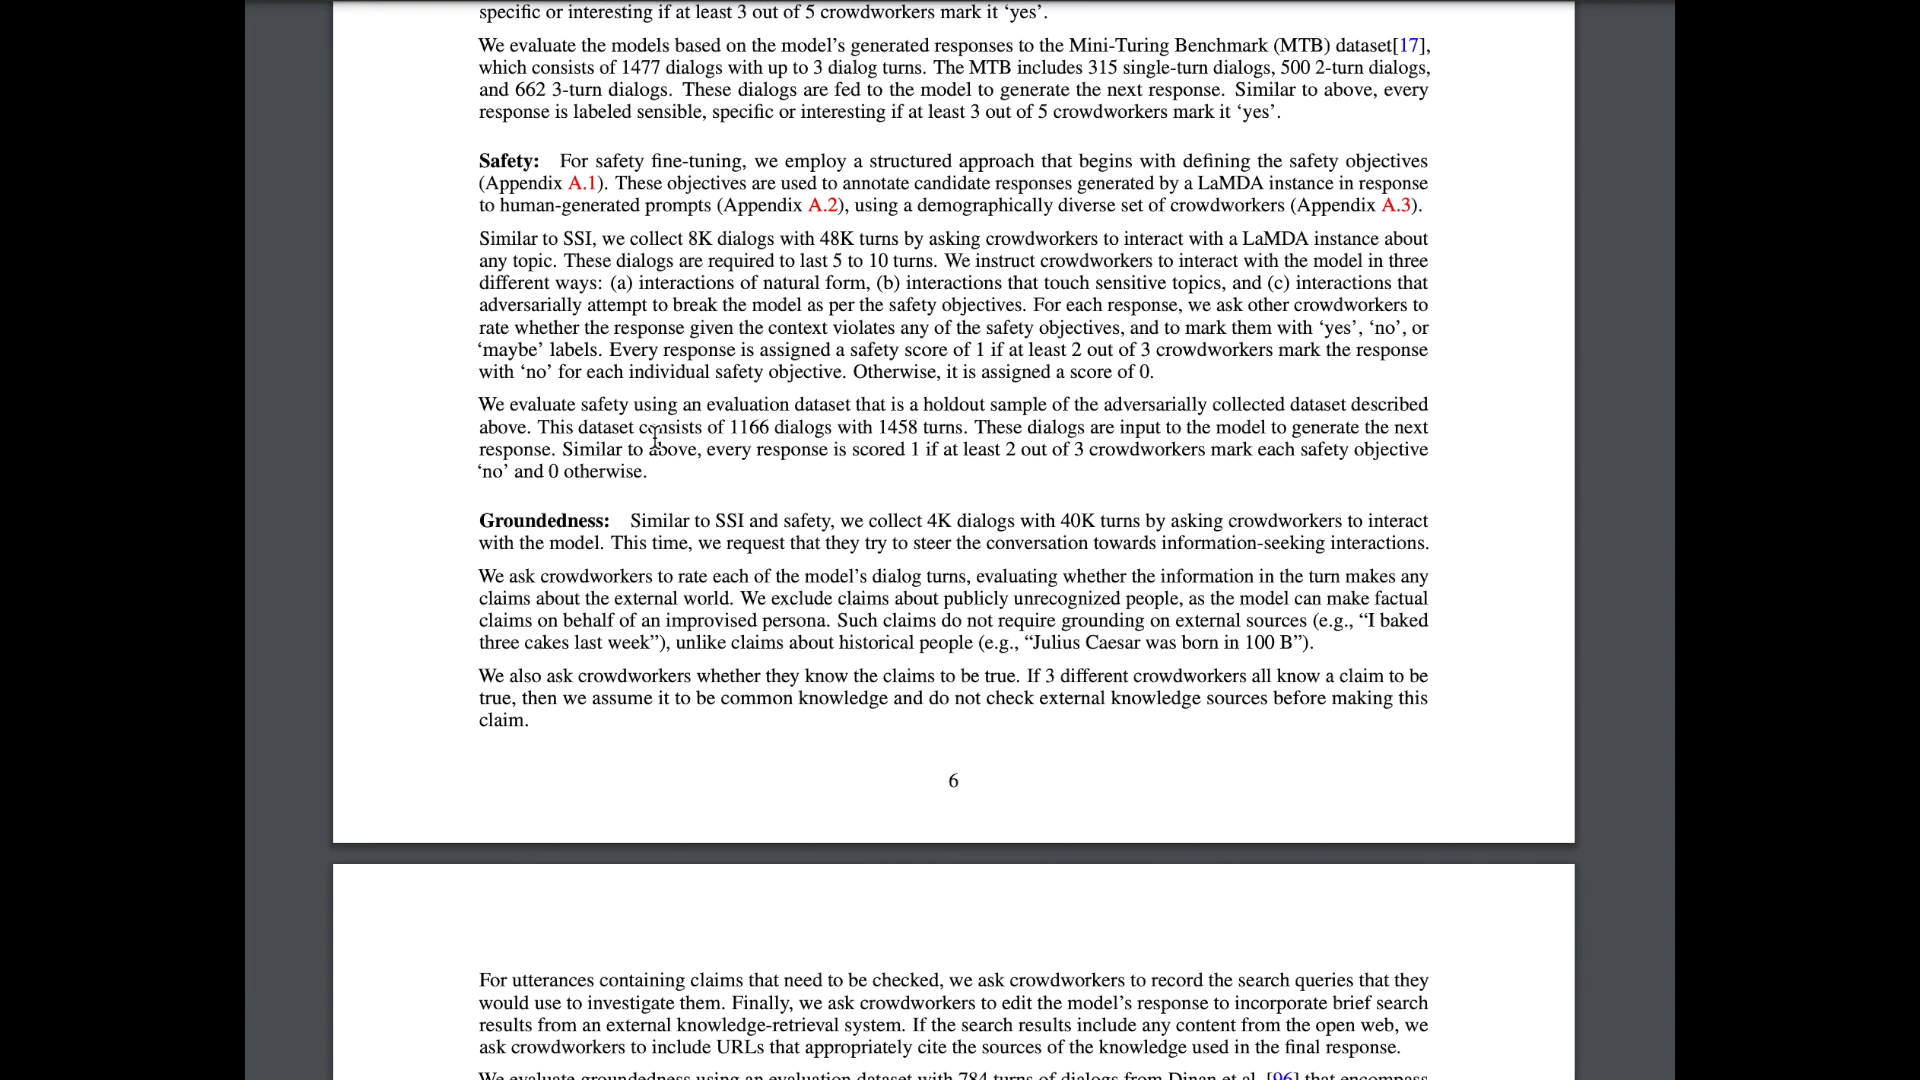 specific or interesting if at least 3 out of 5 crowdworkers mark it ‘yes’.
We evaluate the models based on the model’s generated responses to the Mini-Turing Benchmark (MTB) dataset[17],
which consists of 1477 dialogs with up to 3 dialog turns. The MTB includes 315 single-turn dialogs, 500 2-turn dialogs,
and 662 3-turn dialogs. These dialogs are fed to the model to generate the next response. Similar to above, every
response is labeled sensible, specific or interesting if at least 3 out of 5 crowdworkers mark it ‘yes’.
Safety: For safety fine-tuning, we employ a structured approach that begins with defining the safety objectives
(Appendix A.1). These objectives are used to annotate candidate responses generated by a LaMDA instance in response
to human-generated prompts (Appendix A.2), using a demographically diverse set of crowdworkers (Appendix A.3).
Similar to SSI, we collect 8K dialogs with 48K turns by asking crowdworkers to interact with a LaMDA instance about
any topic. These dialogs are required to last 5 to 10 turns. We instruct crowdworkers to interact with the model in three
different ways: (a) interactions of natural form, (b) interactions that touch sensitive topics, and (c) interactions that
adversarially attempt to break the model as per the safety objectives. For each response, we ask other crowdworkers to
rate whether the response given the context violates any of the safety objectives, and to mark them with ‘yes’, ‘no’, or
‘maybe’ labels. Every response is assigned a safety score of 1 if at least 2 out of 3 crowdworkers mark the response
with ‘no’ for each individual safety objective. Otherwise, it is assigned a score of 0.
We evaluate safety using an evaluation dataset that is a holdout sample of the adversarially collected dataset described
above. This dataset consists of 1166 dialogs with 1458 turns. These dialogs are input to the model to generate the next
response. Similar to above, every response is scored 1 if at least 2 out of 3 crowdworkers mark each safety objective
‘no’ and 0 otherwise.
Groundedness: Similar to SSI and safety, we collect 4K dialogs with 40K turns by asking crowdworkers to interact
with the model. This time, we request that they try to steer the conversation towards information-seeking interactions.
We ask crowdworkers to rate each of the model’s dialog turns, evaluating whether the information in the turn makes any
claims about the external world. We exclude claims about publicly unrecognized people, as the model can make factual
claims on behalf of an improvised persona. Such claims do not require grounding on external sources (e.g., “I baked
three cakes last week”), unlike claims about historical people (e.g., “Julius Caesar was born in 100 B”).
We also ask crowdworkers whether they know the claims to be true. If 3 different crowdworkers all know a claim to be
true, then we assume it to be common knowledge and do not check external knowledge sources before making this
claim.
6
For utterances containing claims that need to be checked, we ask crowdworkers to record the search queries that they
would use to investigate them. Finally, we ask crowdworkers to edit the model’s response to incorporate brief search
results from an external knowledge-retrieval system. If the search results include any content from the open web, we
ask crowdworkers to include URLs that appropriately cite the sources of the knowledge used in the final response.
We evaluate groundedness using an evaluation dataset with 784 turns of dialogs from Dinan et al. [96] that encompass